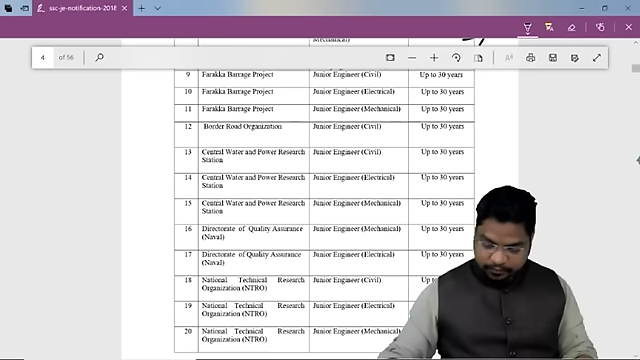 ssc-je-notification-2018
4 of 56
Mechanical)
9 Farakka Barrage Project Junior Engineer (Civil) Up to 30 years
10 Farakka Barrage Project Junior Engineer (Electrical) Up to 30 years
11 Farakka Barrage Project Junior Engineer (Mechanical) Up to 30 years
12 Border Road Organization Junior Engineer (Civil) Up to 30 years
13 Central Water and Power Research Junior Engineer (Civil) Up to 30 years
Station
14 Central Water and Power Research Junior Engineer (Electrical) Up to 30 years
Station
15 Central Water and Power Research Junior Engineer (Mechanical) Up to 30 years
Station
16 Directorate of Quality Assurance Junior Engineer (Mechanical) Up to 30 years
(Naval)
17 Directorate of Quality Assurance Junior Engineer (Electrical) Up to 30 years
(Naval)
18 National Technical Research Junior Engineer (Civil) Up
Organization (NTRO)
19 National Technical Research Junior Engineer (Electrical)
Organization (NTRO)
20 National Technical Research Junior Engineer (Mechanical)
Organization (NTRO)